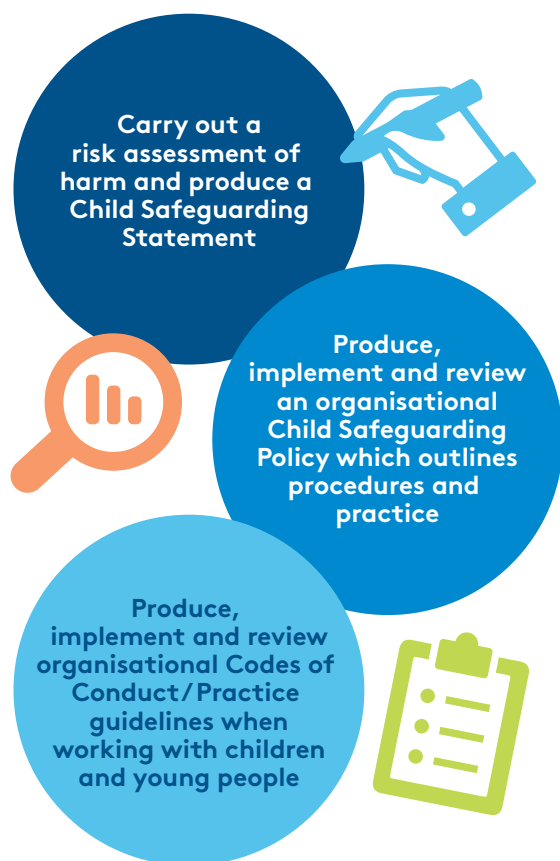 Carry out a
risk assessment of
harm and produce a
Child Safeguarding
Statement
Produce,
implement and review
an organisational
Child Safeguarding
Policy which outlines
procedures and
practice
Produce,
implement and review
organisational Codes of
Conduct/Practice
guidelines when
working with children
and young people